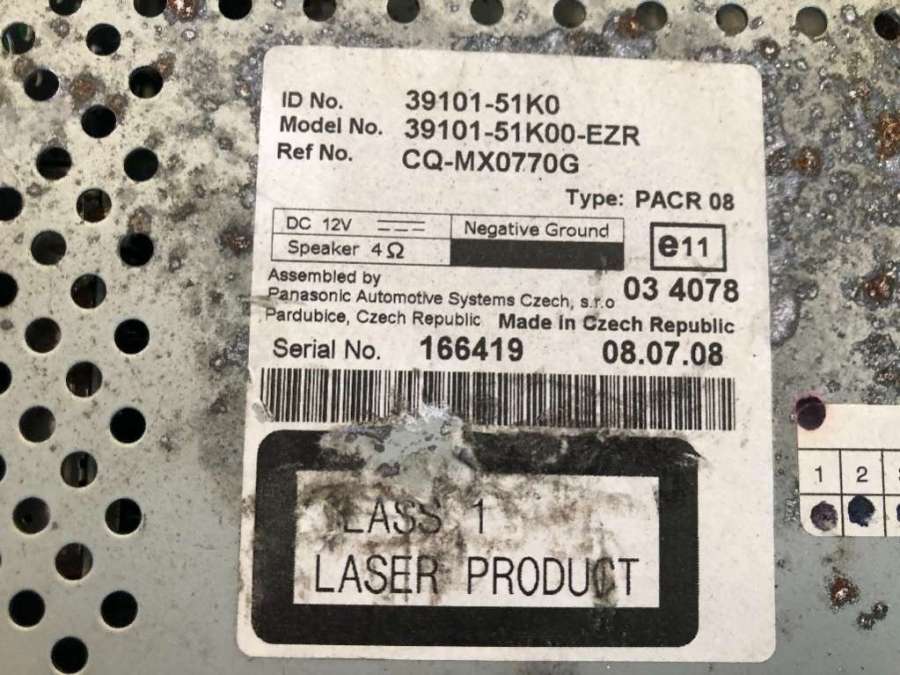 ID No. 39101-51K0
Model No. 39101-51K00-EZR
Ref No. CQ-MX0770G
Type: PACR 08
DC 12V Negative Ground
Speaker 4Ω
e11
Assembled by
Panasonic Automotive Systems Czech, s.r.o 03 4078
Pardubice, Czech Republic Made in Czech Republic
Serial No. 166419 08.07.08
CLASS 1
LASER PRODUCT
1 2